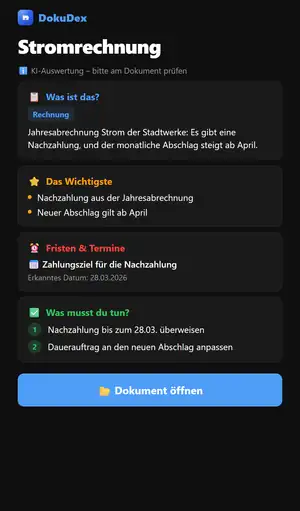 DokuDex
Stromrechnung
KI-Auswertung – bitte am Dokument prüfen
Was ist das?
Rechnung
Jahresabrechnung Strom der Stadtwerke: Es gibt eine
Nachzahlung, und der monatliche Abschlag steigt ab April.
Das Wichtigste
Nachzahlung aus der Jahresabrechnung
Neuer Abschlag gilt ab April
Fristen & Termine
Zahlungsziel für die Nachzahlung
Erkanntes Datum: 28.03.2026
Was musst du tun?
1 Nachzahlung bis zum 28.03. überweisen
2 Dauerauftrag an den neuen Abschlag anpassen
Dokument öffnen